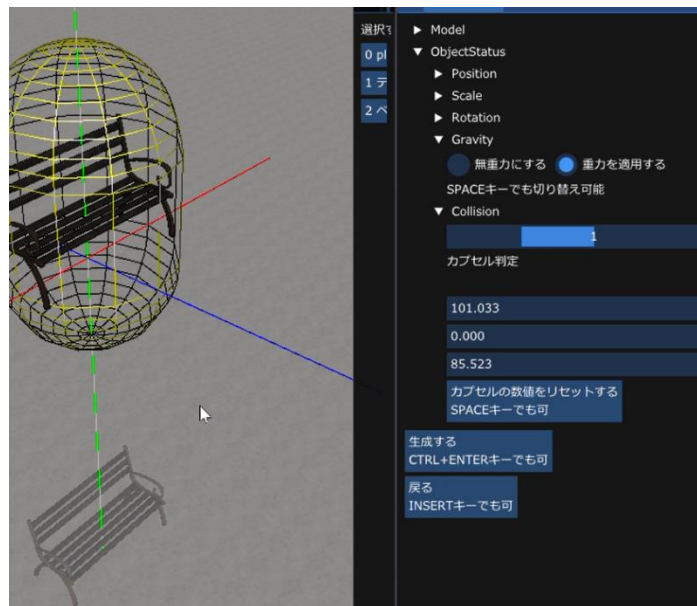 選択
0 pl
1 テ
2 ベ
Model
ObjectStatus
Position
Scale
Rotation
Gravity
無重力にする 重力を適用する
SPACEキーでも切り替え可能
Collision
1
カプセル判定
101.033
0.000
85.523
カプセルの数値をリセットする
SPACEキーでも可
生成する
CTRL+ENTERキーでも可
戻る
INSERTキーでも可